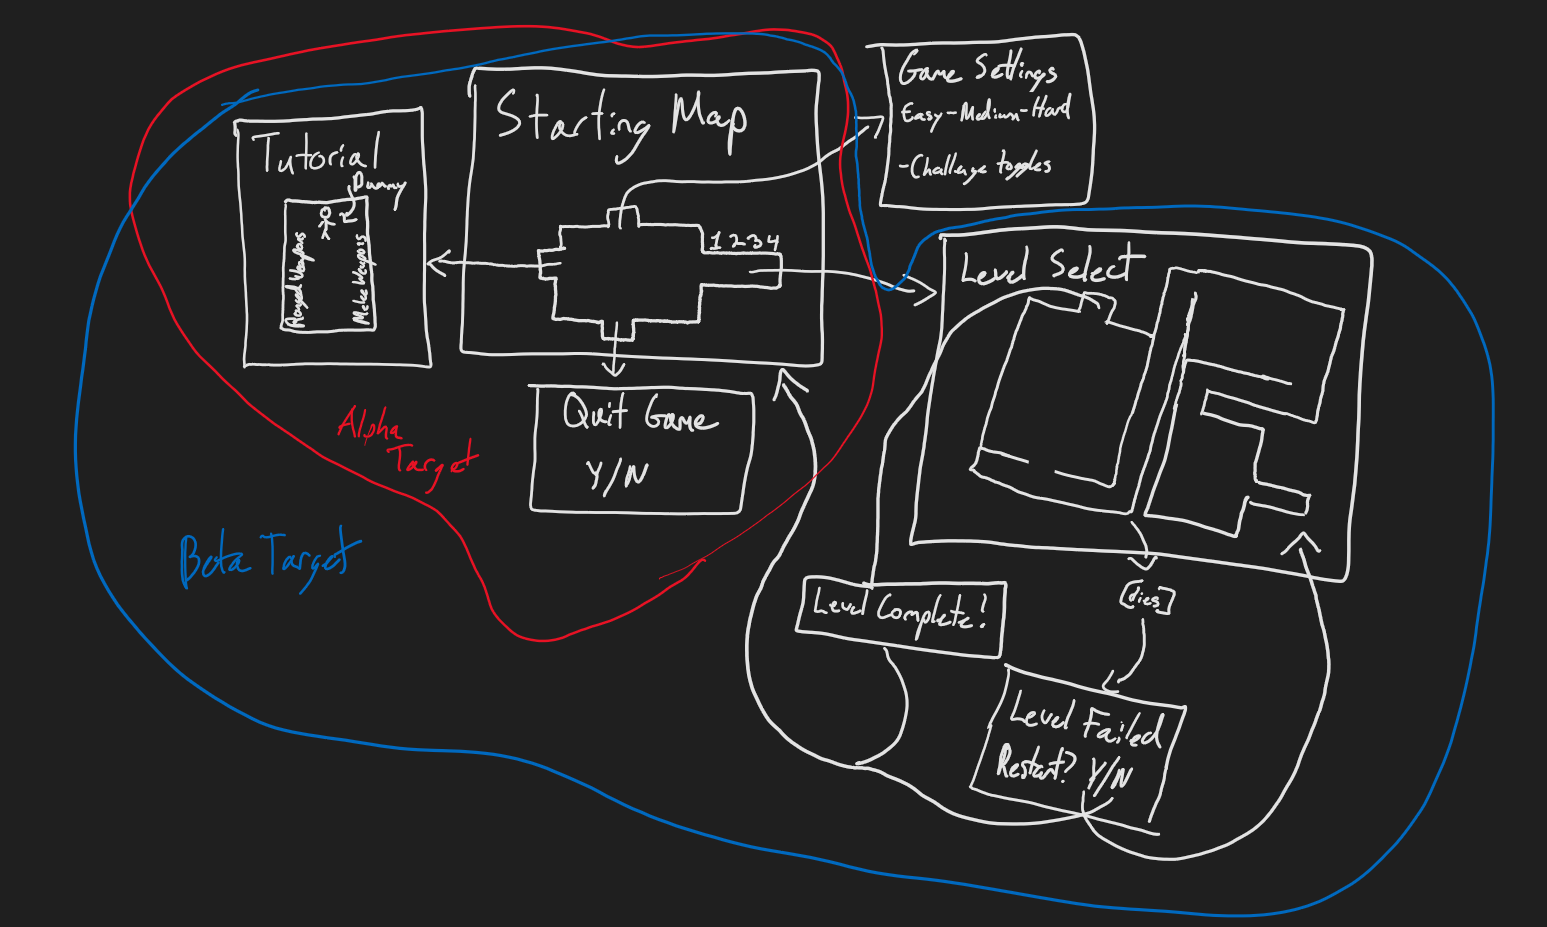 Tutorial
Dummy
Ranged Weapons
Melee Weapons
Starting Map
1 2 3 4
Game Settings
Easy-Medium-Hard
-Challenge toggles
Level Select
Quit Game
Y/N
Alpha
Target
Beta Target
Level Complete!
[dies]
Level Failed
Restart? Y/N